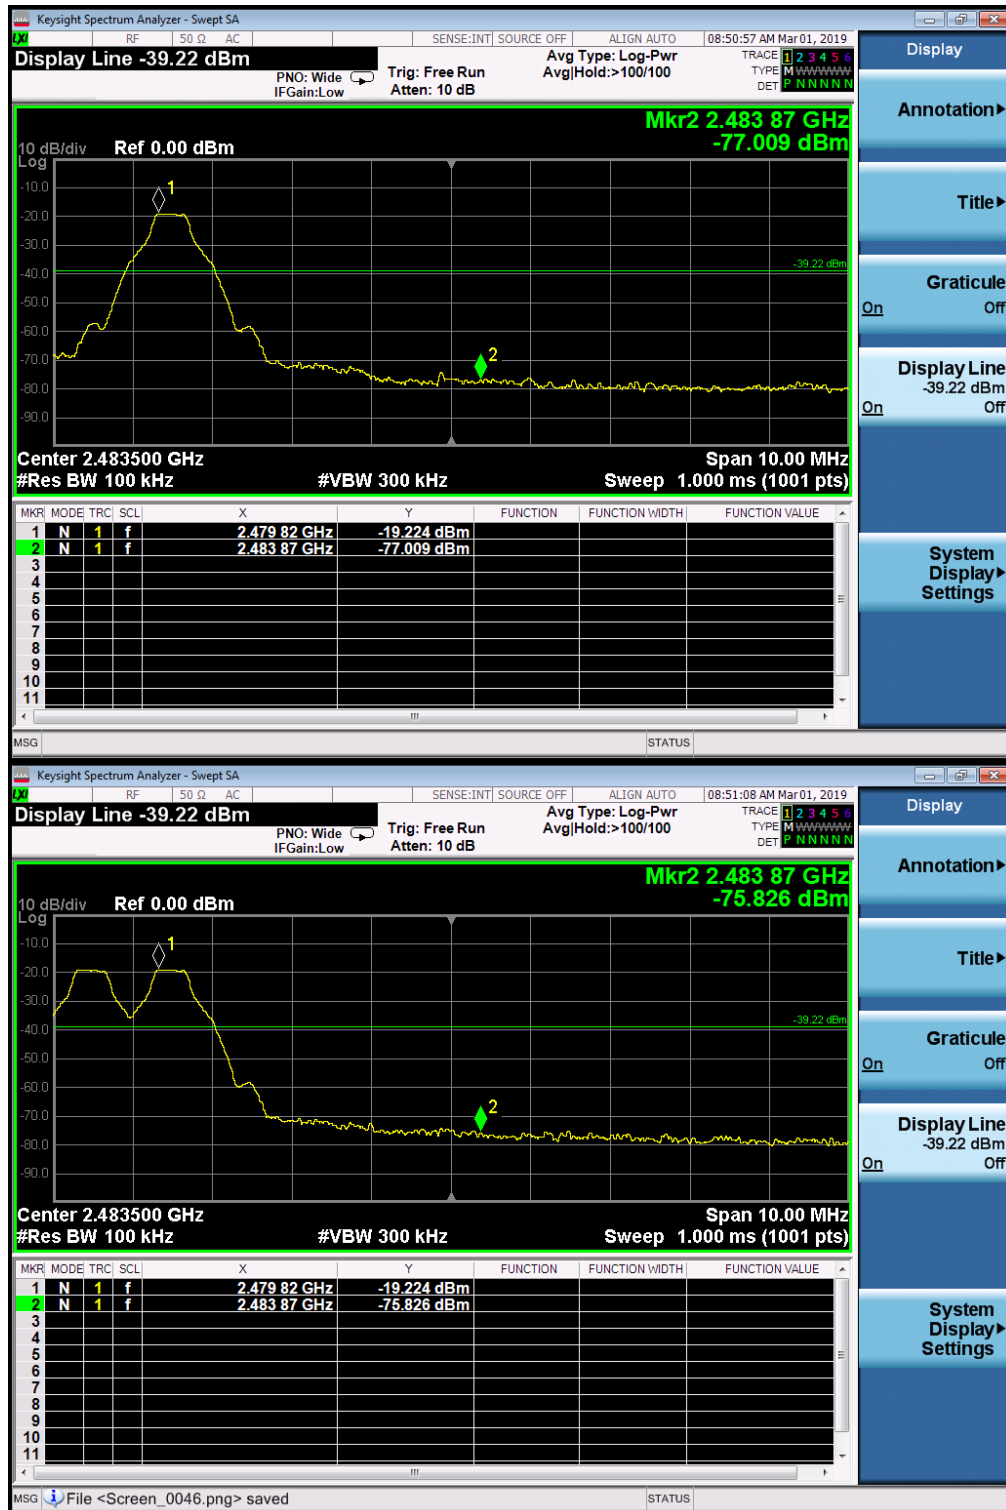 Keysight Spectrum Analyzer - Swept SA
LXI RF 50 Ω AC SENSE:INT SOURCE OFF ALIGN AUTO 08:50:57 AM Mar 01, 2019
Display Line -39.22 dBm
PNO: Wide
IFGain:Low
Trig: Free Run
Atten: 10 dB
Avg Type: Log-Pwr
Avg|Hold:>100/100
TRACE 1 2 3 4 5 6
TYPE M WWWWW
DET P N N N N N
Mkr2 2.483 87 GHz
-77.009 dBm
10 dB/div Ref 0.00 dBm
Log
-10.0
-20.0
-30.0
-40.0
-50.0
-60.0
-70.0
-80.0
-90.0
1
-39.22 dBm
2
Center 2.483500 GHz Span 10.00 MHz
#Res BW 100 kHz #VBW 300 kHz Sweep 1.000 ms (1001 pts)
MKR MODE TRC SCL X Y FUNCTION FUNCTION WIDTH FUNCTION VALUE
1 N 1 f 2.479 82 GHz -19.224 dBm
2 N 1 f 2.483 87 GHz -77.009 dBm
3
4
5
6
7
8
9
10
11
MSG STATUS
Display
Annotation
Title
Graticule
On Off
Display Line
-39.22 dBm
On Off
System
Display
Settings
Keysight Spectrum Analyzer - Swept SA
LXI RF 50 Ω AC SENSE:INT SOURCE OFF ALIGN AUTO 08:51:08 AM Mar 01, 2019
Display Line -39.22 dBm
PNO: Wide
IFGain:Low
Trig: Free Run
Atten: 10 dB
Avg Type: Log-Pwr
Avg|Hold:>100/100
TRACE 1 2 3 4 5 6
TYPE M WWWWW
DET P N N N N N
Mkr2 2.483 87 GHz
-75.826 dBm
10 dB/div Ref 0.00 dBm
Log
-10.0
-20.0
-30.0
-40.0
-50.0
-60.0
-70.0
-80.0
-90.0
1
-39.22 dBm
2
Center 2.483500 GHz Span 10.00 MHz
#Res BW 100 kHz #VBW 300 kHz Sweep 1.000 ms (1001 pts)
MKR MODE TRC SCL X Y FUNCTION FUNCTION WIDTH FUNCTION VALUE
1 N 1 f 2.479 82 GHz -19.224 dBm
2 N 1 f 2.483 87 GHz -75.826 dBm
3
4
5
6
7
8
9
10
11
MSG File <Screen_0046.png> saved STATUS
Display
Annotation
Title
Graticule
On Off
Display Line
-39.22 dBm
On Off
System
Display
Settings